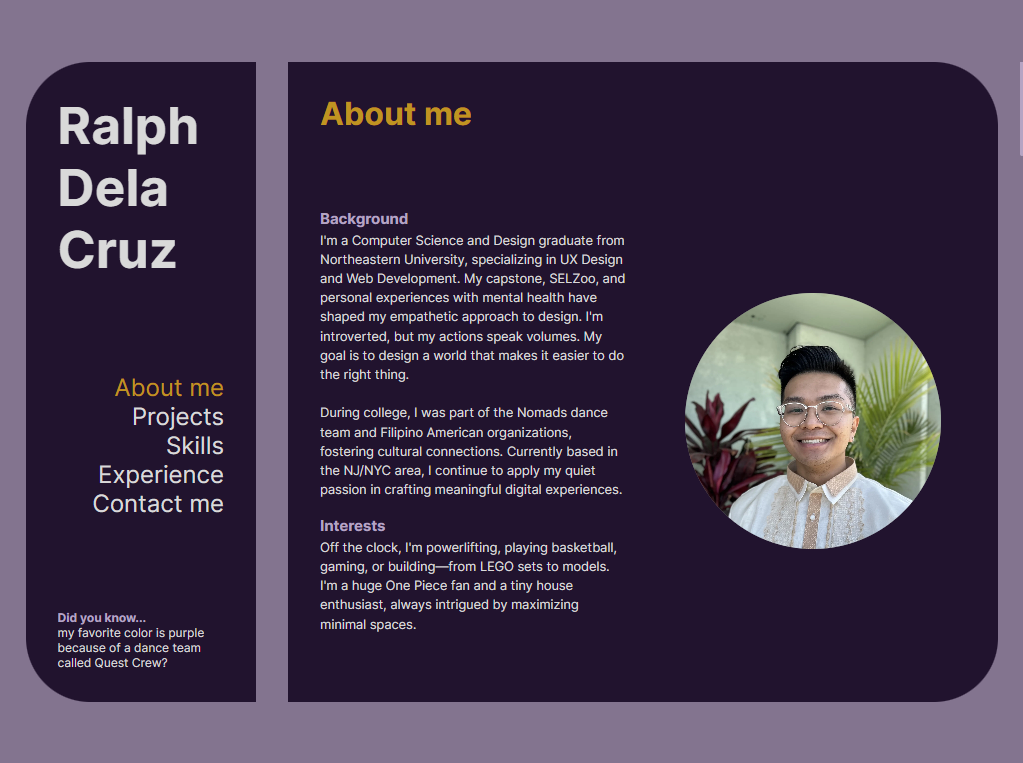 Ralph
Dela
Cruz
About me
Projects
Skills
Experience
Contact me
Did you know...
my favorite color is purple
because of a dance team
called Quest Crew?
About me
Background
I'm a Computer Science and Design graduate from
Northeastern University, specializing in UX Design
and Web Development. My capstone, SELZoo, and
personal experiences with mental health have
shaped my empathetic approach to design. I'm
introverted, but my actions speak volumes. My
goal is to design a world that makes it easier to do
the right thing.
During college, I was part of the Nomads dance
team and Filipino American organizations,
fostering cultural connections. Currently based in
the NJ/NYC area, I continue to apply my quiet
passion in crafting meaningful digital experiences.
Interests
Off the clock, I'm powerlifting, playing basketball,
gaming, or building—from LEGO sets to models.
I'm a huge One Piece fan and a tiny house
enthusiast, always intrigued by maximizing
minimal spaces.